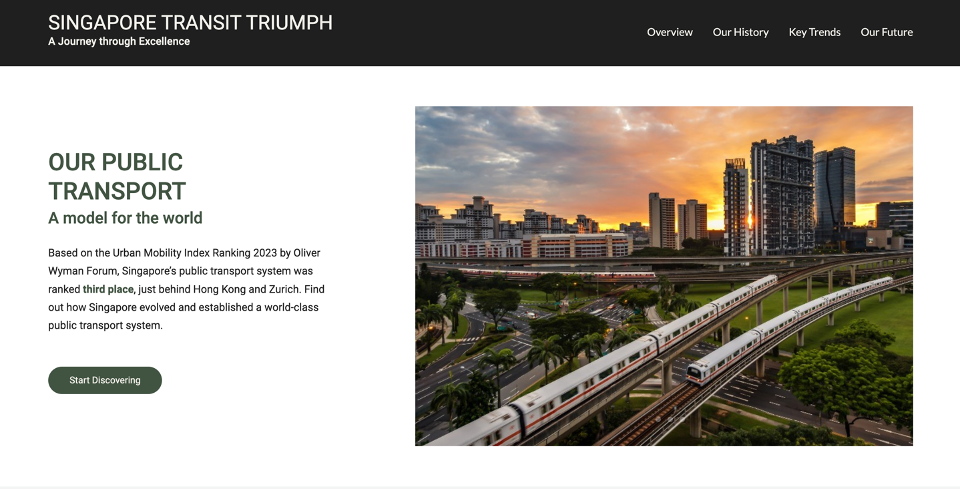 SINGAPORE TRANSIT TRIUMPH
A Journey through Excellence
Overview
Our History
Key Trends
Our Future
OUR PUBLIC
TRANSPORT
A model for the world
Based on the Urban Mobility Index Ranking 2023 by Oliver
Wyman Forum, Singapore's public transport system was
ranked third place, just behind Hong Kong and Zurich. Find
out how Singapore evolved and established a world-class
public transport system.
Start Discovering